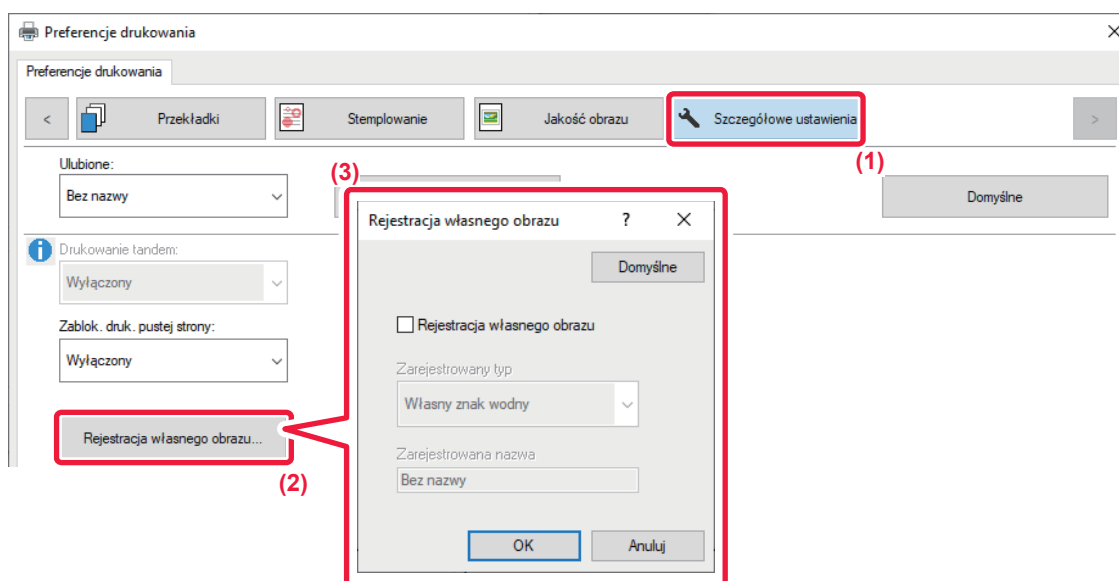 Preferencje drukowania
Preferencje drukowania
< Przekładki Stemplowanie Jakość obrazu Szczegółowe ustawienia >
(1)
Ulubione:
Bez nazwy
(3)
Domyślne
Drukowanie tandem:
Wyłączony
Zablok. druk. pustej strony:
Wyłączony
Rejestracja własnego obrazu...
(2)
Rejestracja własnego obrazu ?
Domyślne
Rejestracja własnego obrazu
Zarejestrowany typ
Własny znak wodny
Zarejestrowana nazwa
Bez nazwy
OK Anuluj